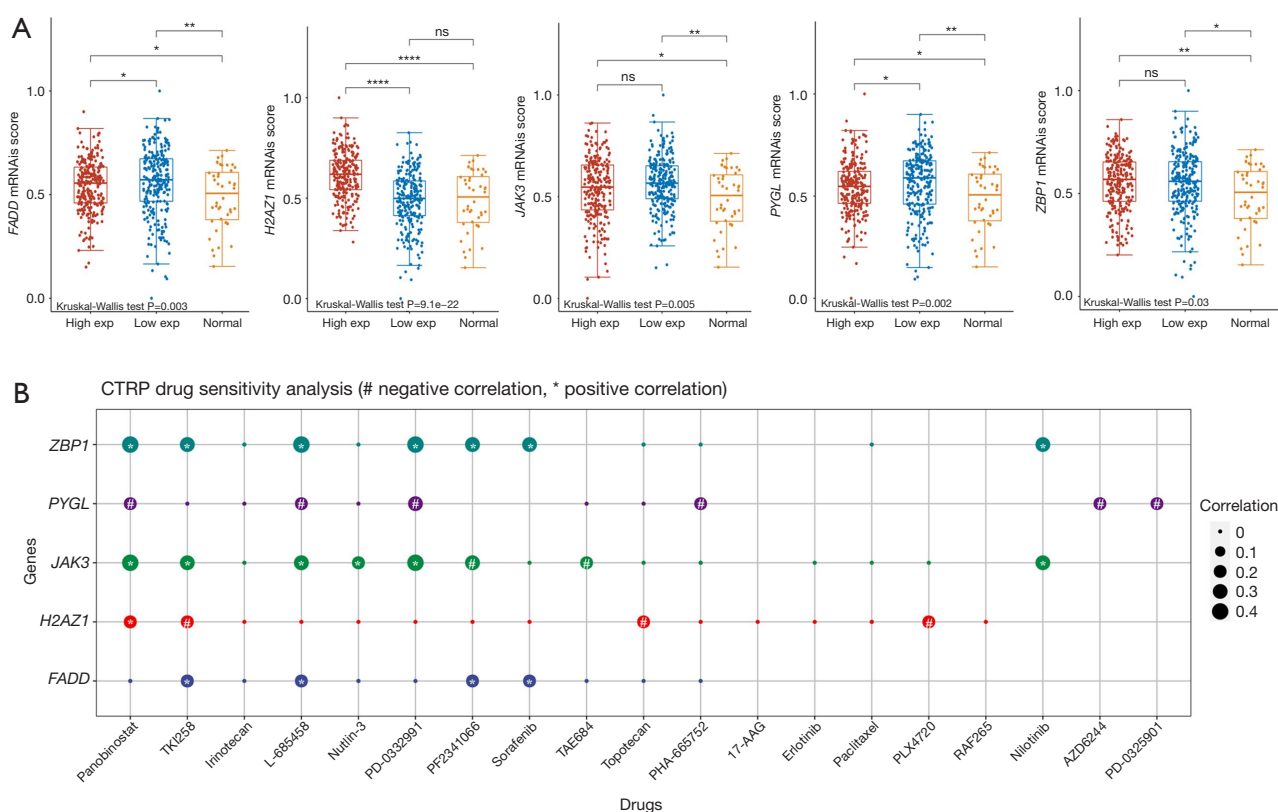 A
FADD mRNAis score
1.0
0.5
0.0
**
*
*
Kruskal-Wallis test P=0.003
High exp Low exp Normal
H2AZ1 mRNAis score
1.0
0.5
0.0
ns
****
****
Kruskal-Wallis test P=9.1e−22
High exp Low exp Normal
JAK3 mRNAis score
1.0
0.5
0.0
**
*
ns
Kruskal-Wallis test P=0.005
High exp Low exp Normal
PYGL mRNAis score
1.0
0.5
0.0
**
*
*
Kruskal-Wallis test P=0.002
High exp Low exp Normal
ZBP1 mRNAis score
1.0
0.5
0.0
*
**
ns
Kruskal-Wallis test P=0.03
High exp Low exp Normal
B
CTRP drug sensitivity analysis (# negative correlation, * positive correlation)
Genes
ZBP1 * * * * * * *
PYGL # # # # # #
JAK3 * * * * * # # *
H2AZ1 * # # #
FADD * * * *
Panobinostat
TKI258
Irinotecan
L-685458
Nutlin-3
PD-0332991
PF2341066
Sorafenib
TAE684
Topotecan
PHA-665752
17-AAG
Erlotinib
Paclitaxel
PLX4720
RAF265
Nilotinib
AZD6244
PD-0325901
Drugs
Correlation
0
0.1
0.2
0.3
0.4